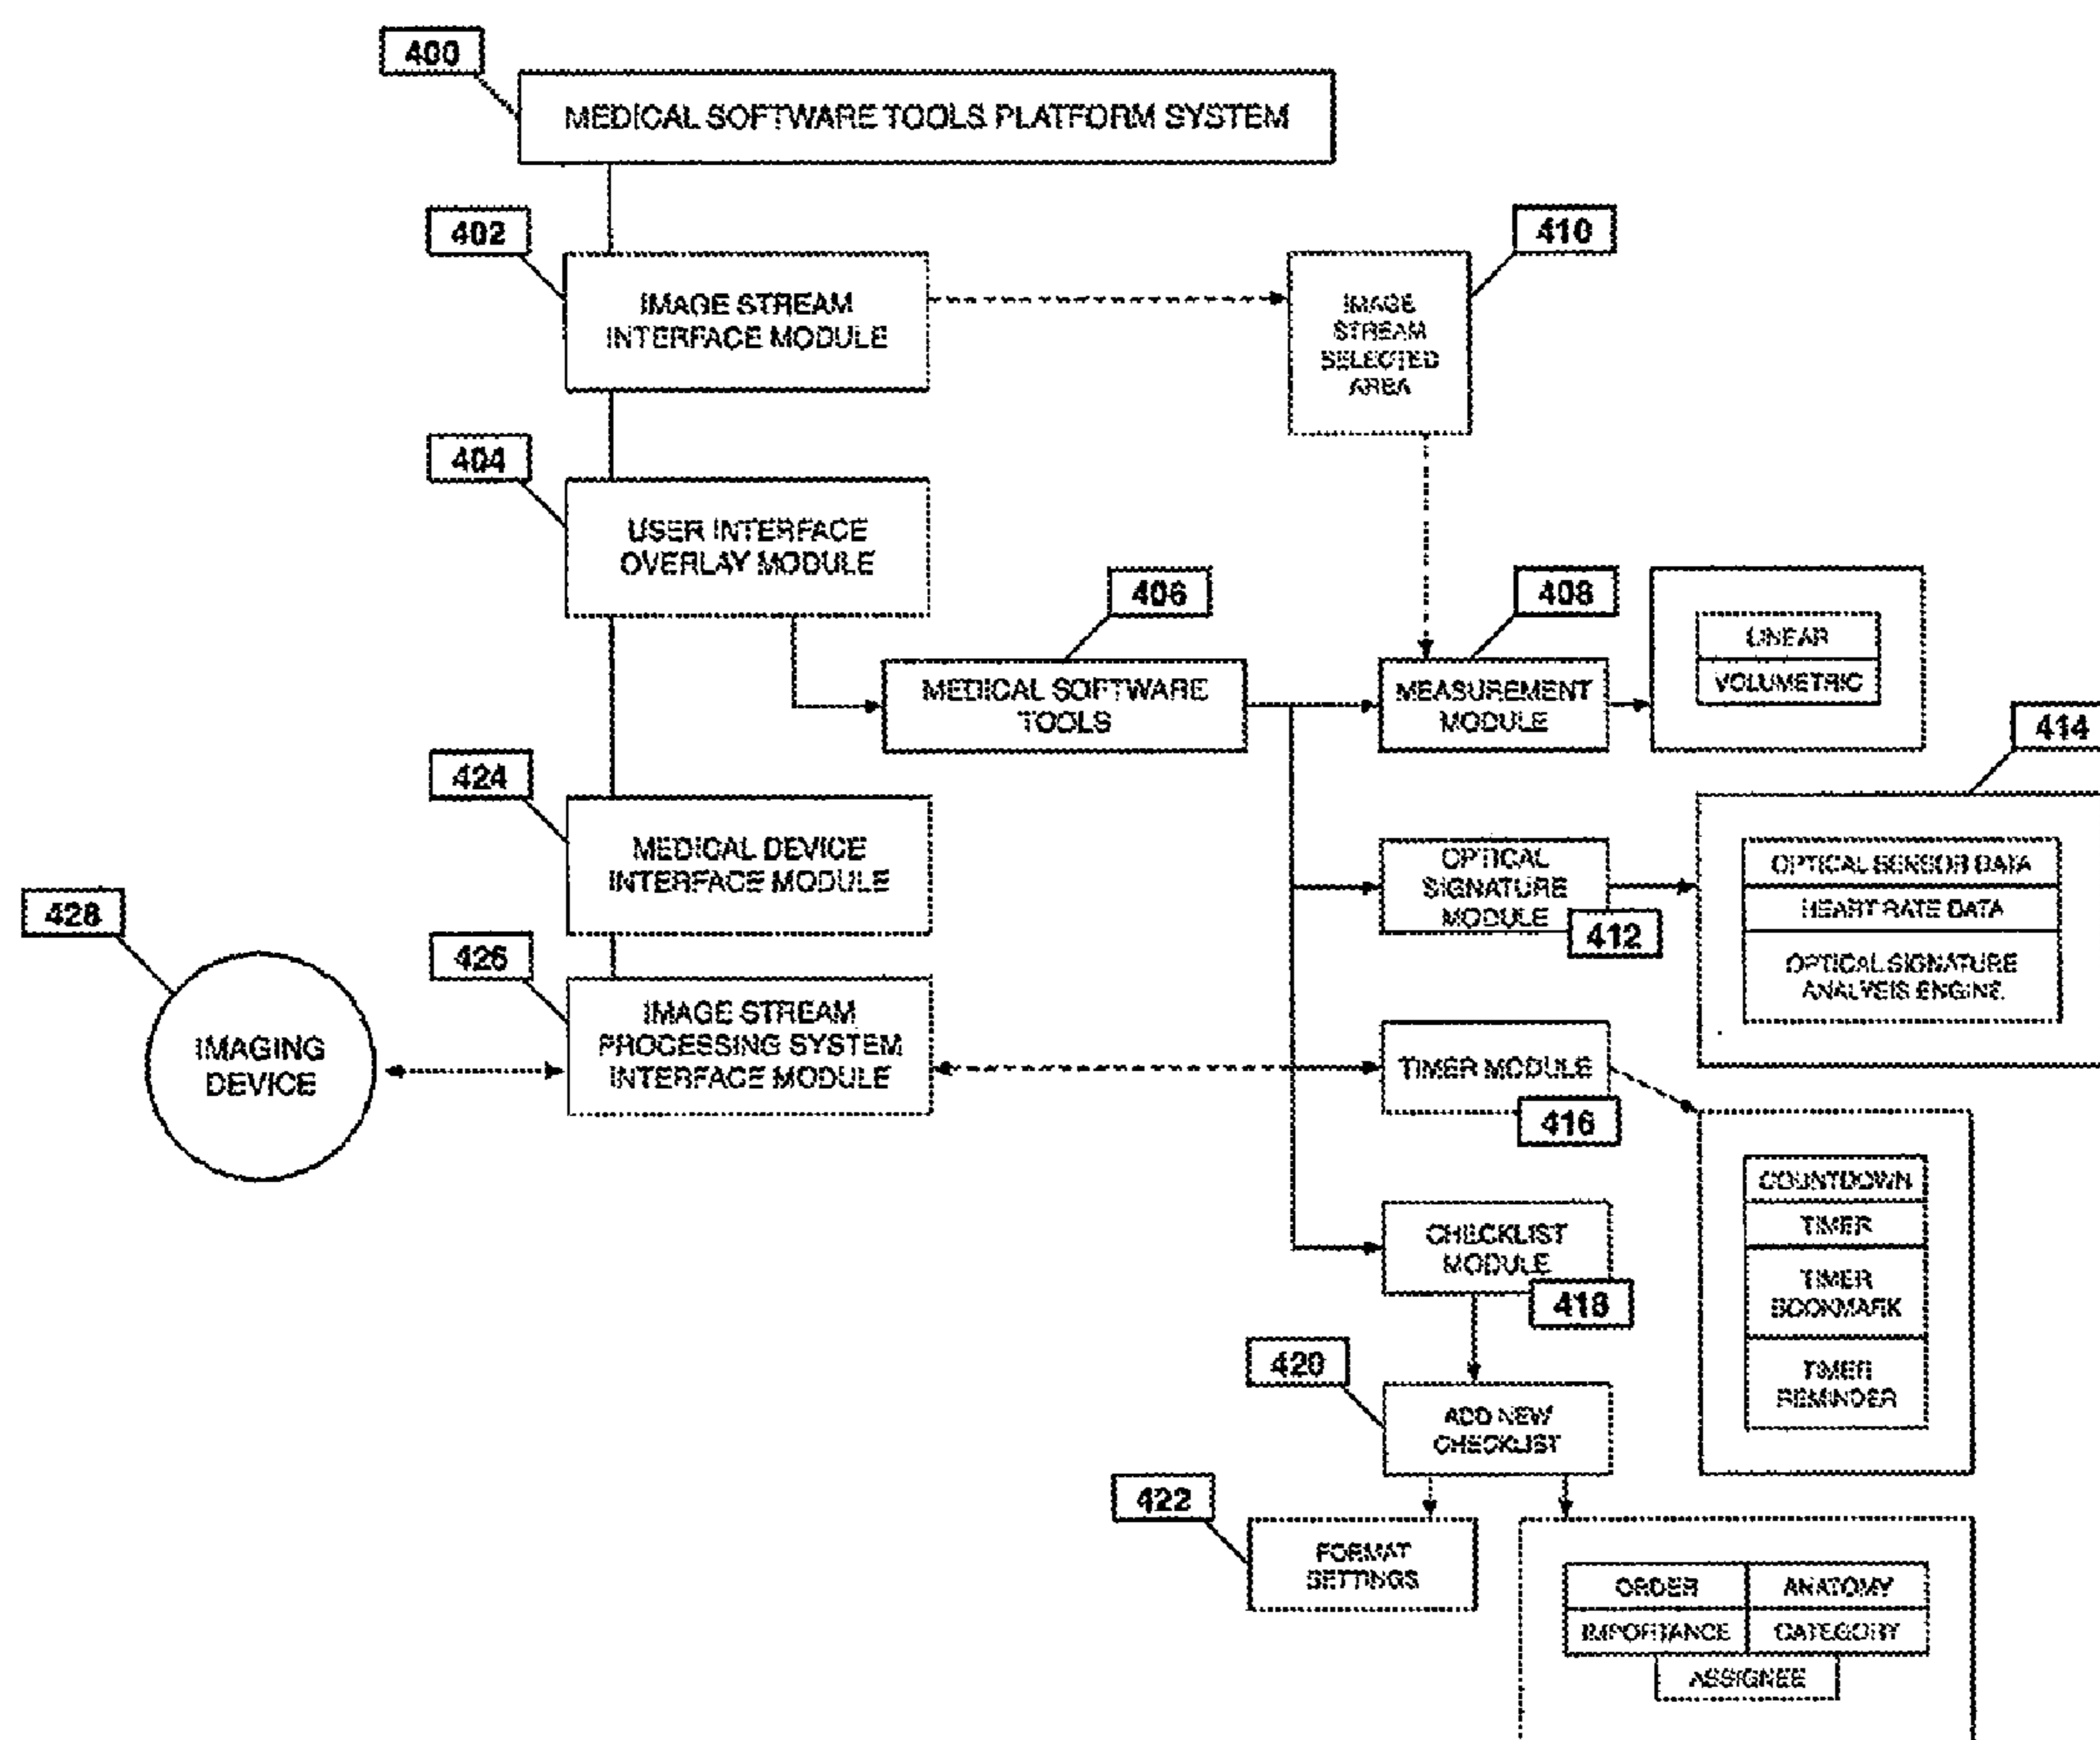 400
MEDICAL SOFTWARE TOOLS PLATFORM SYSTEM
402
IMAGE STREAM
INTERFACE MODULE
410
IMAGE
STREAM
SELECTED
AREA
404
USER INTERFACE
OVERLAY MODULE
406
MEDICAL SOFTWARE
TOOLS
408
MEASUREMENT
MODULE
LINEAR
VOLUMETRIC
414
424
MEDICAL DEVICE
INTERFACE MODULE
OPTICAL
SIGNATURE
MODULE
412
OPTICAL SENSOR DATA
HEART RATE DATA
OPTICAL SIGNATURE
ANALYSIS ENGINE
428
IMAGING
DEVICE
426
IMAGE STREAM
PROCESSING SYSTEM
INTERFACE MODULE
TIMER MODULE
416
COUNTDOWN
TIMER
TIMER
BOOKMARK
TIMER
REMINDER
CHECKLIST
MODULE
418
420
ADD NEW
CHECKLIST
422
FORMAT
SETTINGS
ORDER
ANATOMY
IMPORTANCE
CATEGORY
ASSIGNEE